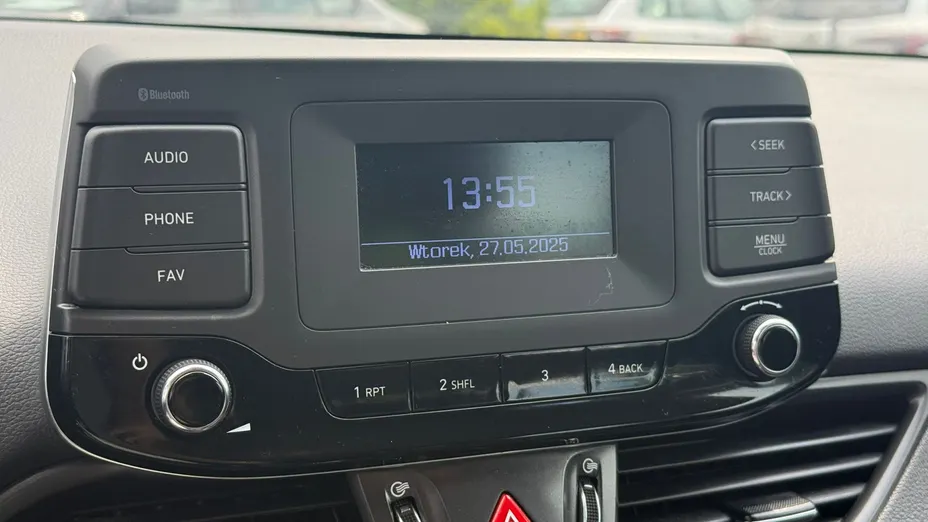 Bluetooth
AUDIO
PHONE
FAV
13:55
Wtorek, 27.05.2025
< SEEK
TRACK >
MENU
CLOCK
1 RPT
2 SHFL
3
4 BACK